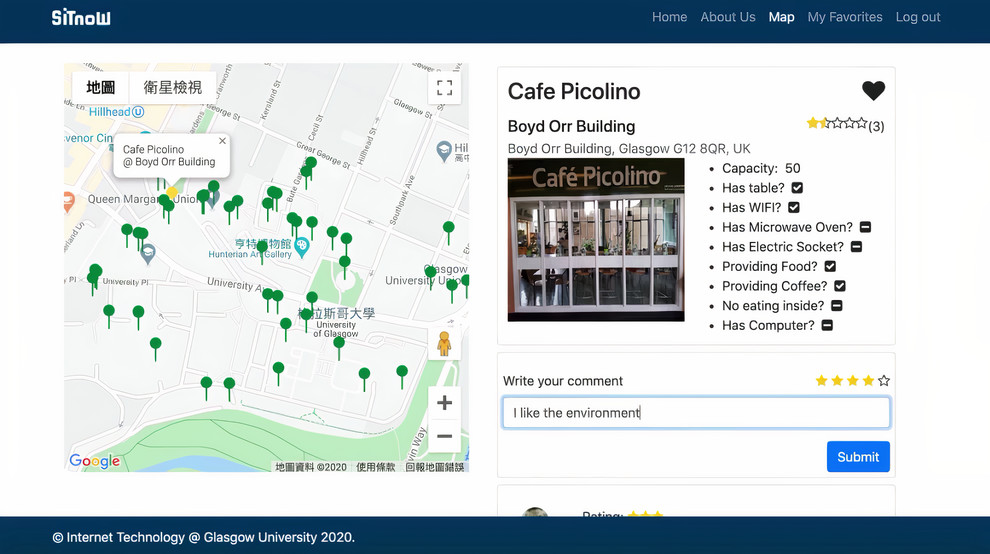 SiTnoW
Home About Us Map My Favorites Log out
地圖 衛星檢視
Hillhead
Cranworth
Kersland St
Cecil St
Hillhead St
Glasgow St
Great George St
Bute Gardens
Southpark Ave
Cafe Picolino
@ Boyd Orr Building
Queen Margaret Union
亨特博物館
Hunterian Art Gallery
University Pl
University Ave
Glasgow
University Union
格拉斯哥大學
University
of Glasgow
Google
地圖資料 ©2020 使用條款 回報地圖錯誤
Cafe Picolino
Boyd Orr Building
(3)
Boyd Orr Building, Glasgow G12 8QR, UK
Café Picolino
Capacity: 50
Has table?
Has WIFI?
Has Microwave Oven?
Has Electric Socket?
Providing Food?
Providing Coffee?
No eating inside?
Has Computer?
Write your comment
I like the environment
Submit
Rating:
© Internet Technology @ Glasgow University 2020.